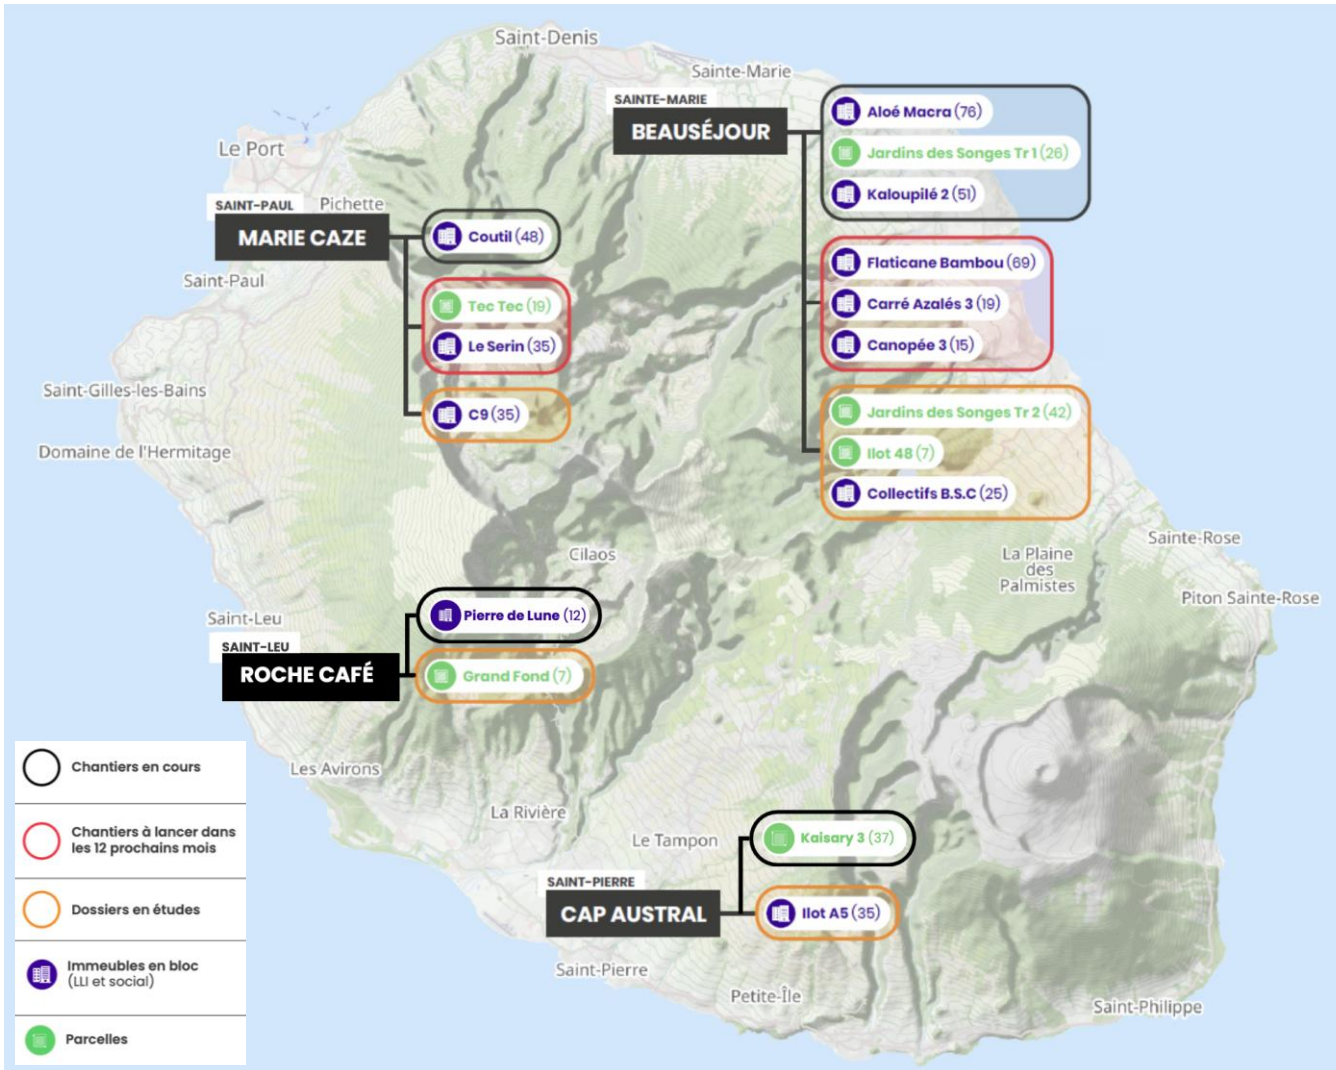 Saint-Denis
Sainte-Marie
SAINTE-MARIE
BEAUSÉJOUR
Aloé Macra (76)
Jardins des Songes Tr 1 (26)
Kaloupilé 2 (51)
Le Port
SAINT-PAUL
Pichette
MARIE CAZE
Coutil (48)
Flaticane Bambou (69)
Saint-Paul
Tec Tec (19)
Carré Azalés 3 (19)
Le Serin (35)
Canopée 3 (15)
Saint-Gilles-les-Bains
C9 (35)
Jardins des Songes Tr 2 (42)
Domaine de l'Hermitage
Ilot 48 (7)
Collectifs B.S.C (25)
Cilaos
La Plaine
des
Palmistes
Sainte-Rose
Piton Sainte-Rose
Saint-Leu
Pierre de Lune (12)
SAINT-LEU
ROCHE CAFÉ
Grand Fond (7)
Les Avirons
La Rivière
Le Tampon
Kaisary 3 (37)
SAINT-PIERRE
CAP AUSTRAL
Ilot A5 (35)
Saint-Pierre
Petite-Île
Saint-Philippe
Chantiers en cours
Chantiers à lancer dans
les 12 prochains mois
Dossiers en études
Immeubles en bloc
(LLI et social)
Parcelles